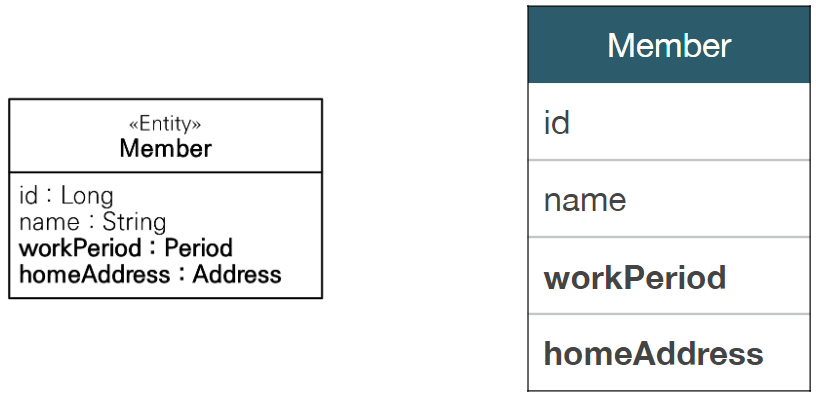 «Entity»
Member
id : Long
name : String
workPeriod : Period
homeAddress : Address
Member
id
name
workPeriod
homeAddress